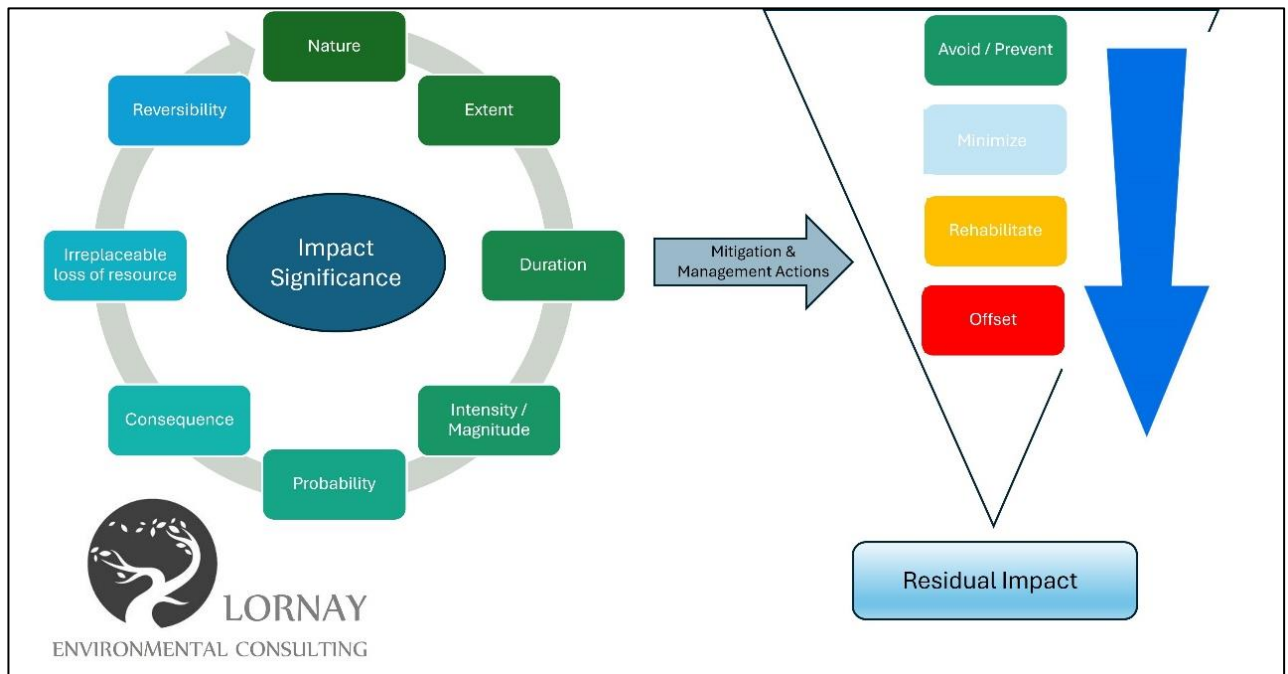 Nature
Extent
Duration
Intensity /
Magnitude
Probability
Consequence
Irreplaceable
loss of resource
Reversibility
Impact
Significance
Mitigation &
Management Actions
Avoid / Prevent
Minimize
Rehabilitate
Offset
Residual Impact
LORNAY
ENVIRONMENTAL CONSULTING